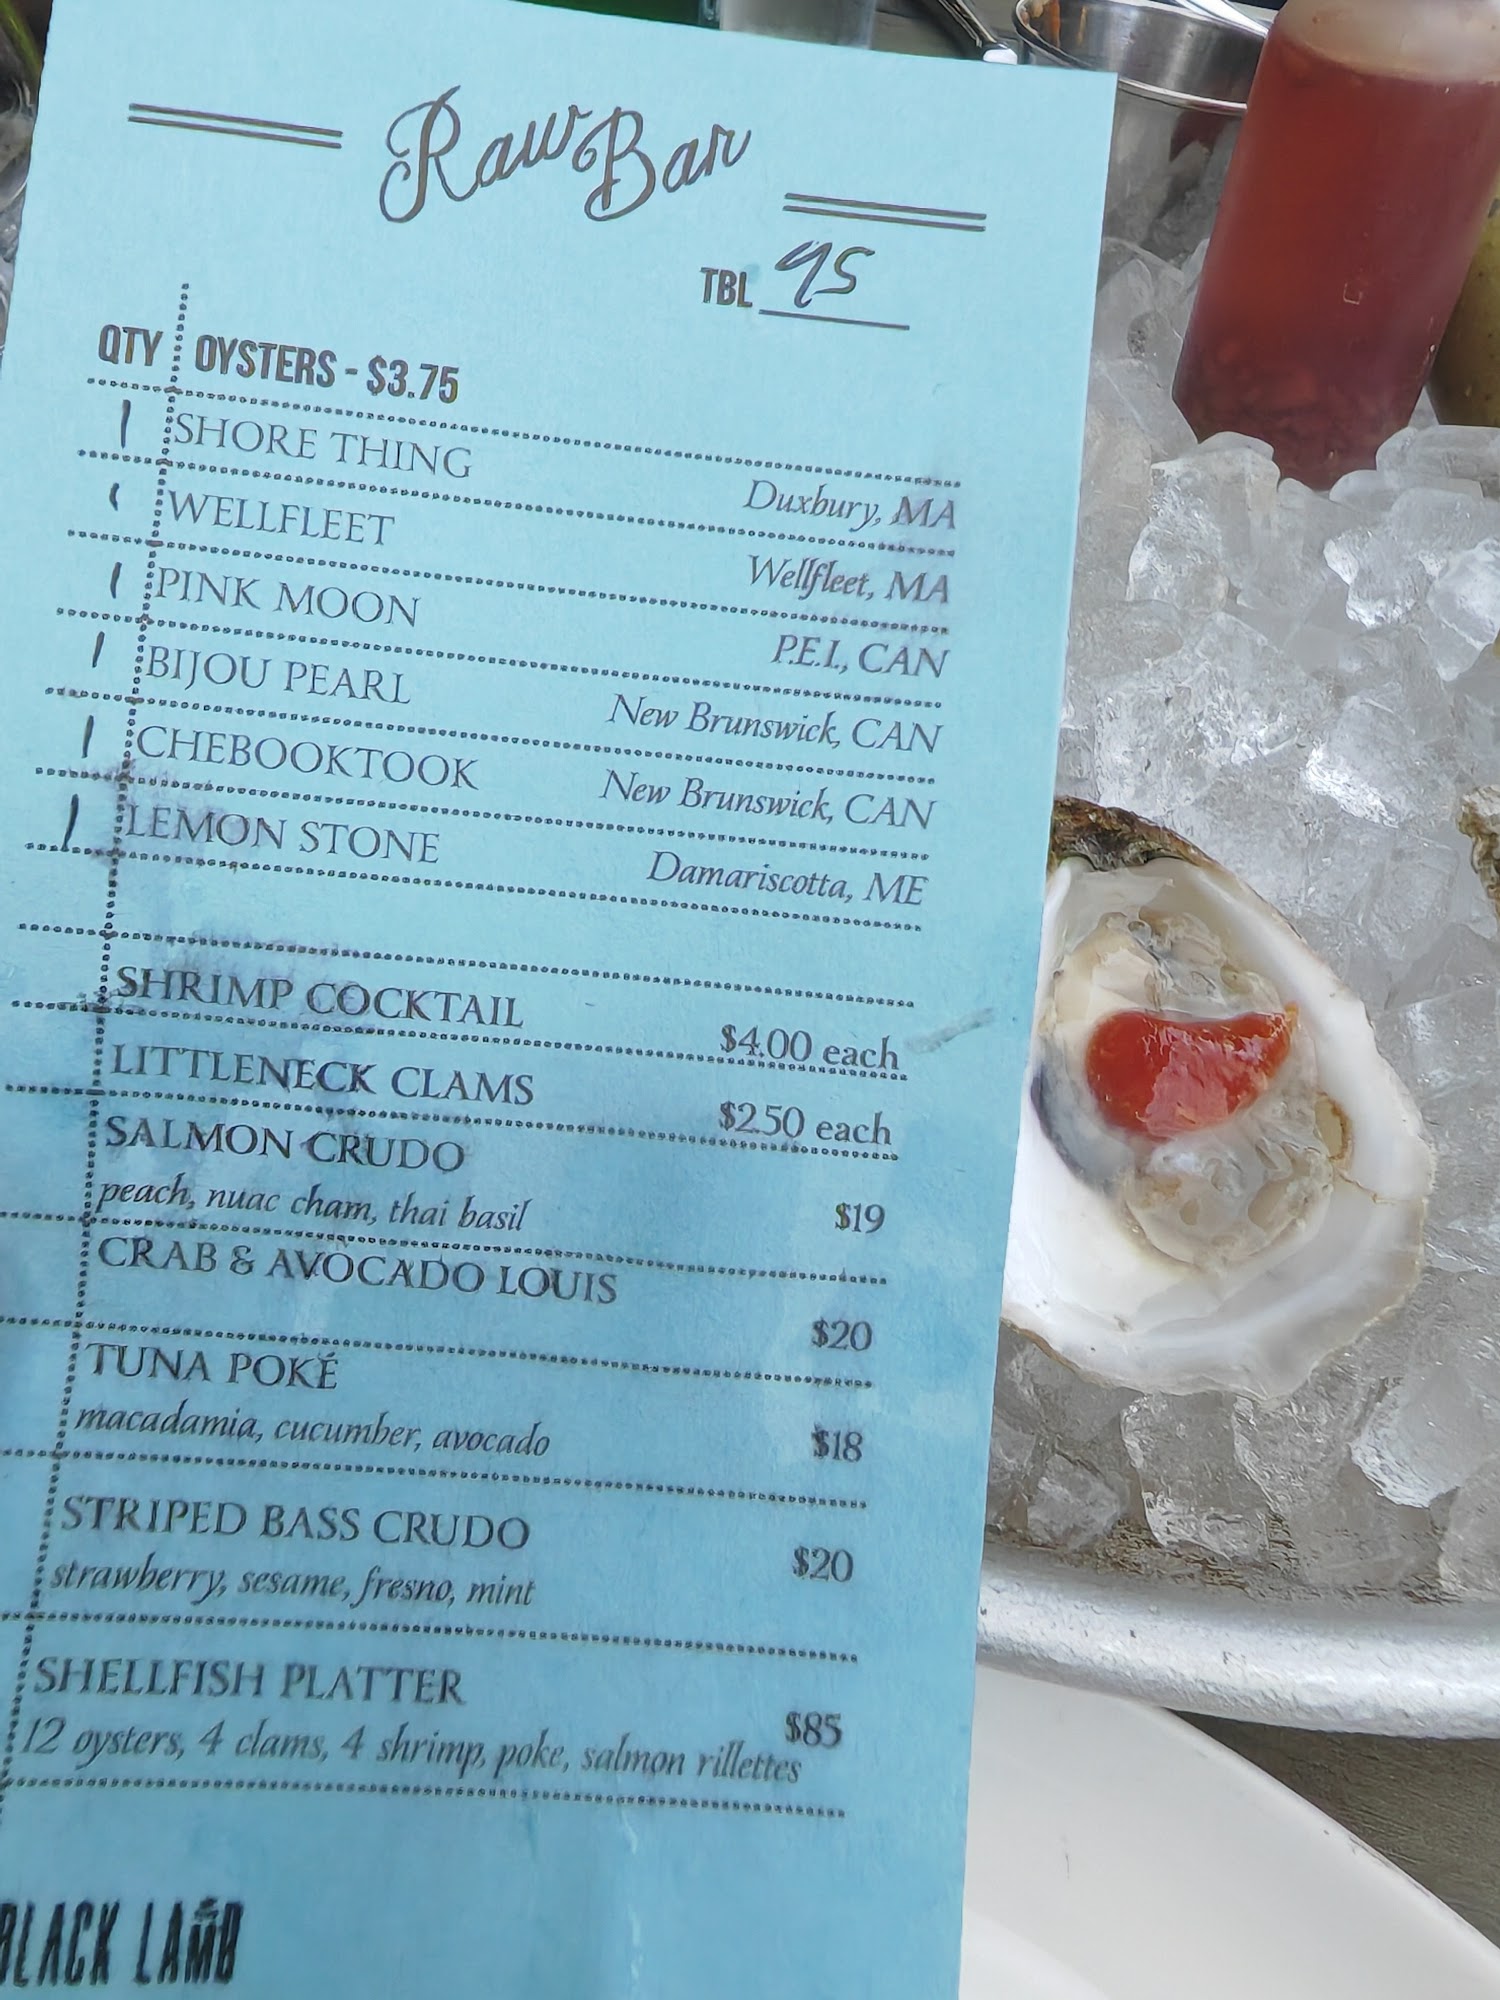 Raw Bar
TBL 95
QTY OYSTERS - $3.75
1 SHORE THING Duxbury, MA
1 WELLFLEET Wellfleet, MA
1 PINK MOON P.E.I., CAN
1 BIJOU PEARL New Brunswick, CAN
1 CHEBOOKTOOK New Brunswick, CAN
1 LEMON STONE Damariscotta, ME
SHRIMP COCKTAIL $4.00 each
LITTLENECK CLAMS $2.50 each
SALMON CRUDO
peach, nuac cham, thai basil $19
CRAB & AVOCADO LOUIS
$20
TUNA POKÉ
macadamia, cucumber, avocado $18
STRIPED BASS CRUDO
strawberry, sesame, fresno, mint $20
SHELLFISH PLATTER
$85
12 oysters, 4 clams, 4 shrimp, poke, salmon rillettes
BLACK LAMB